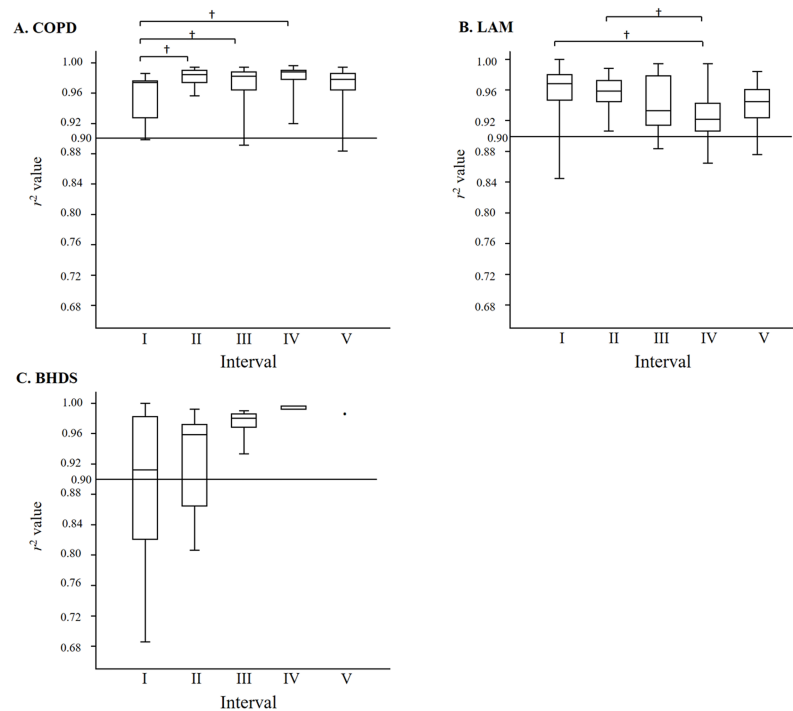 A. COPD
†
†
†
1.00
0.96
0.92
0.90
0.88
0.84
0.80
0.76
0.72
0.68
r² value
I II III IV V
Interval
B. LAM
†
†
1.00
0.96
0.92
0.90
0.88
0.84
0.80
0.76
0.72
0.68
r² value
I II III IV V
Interval
C. BHDS
1.00
0.96
0.92
0.90
0.88
0.84
0.80
0.76
0.72
0.68
r² value
I II III IV V
Interval